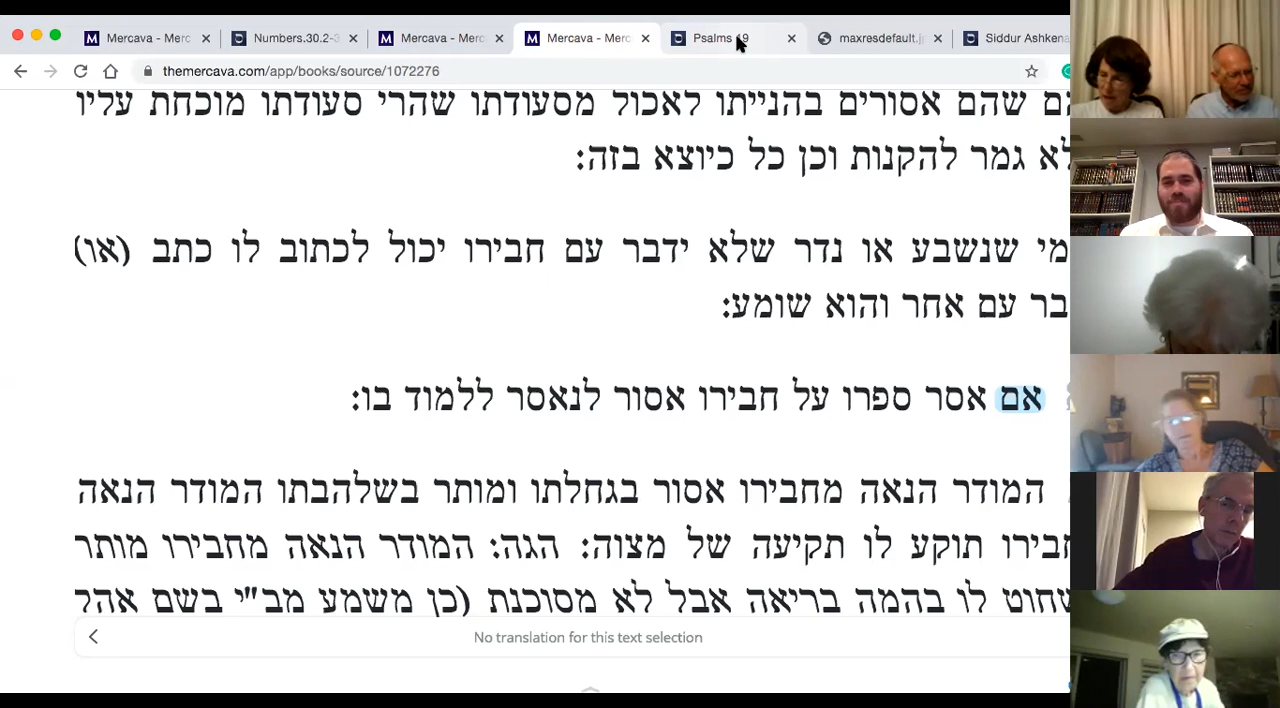 Mercava - Merc
Numbers.30.2-3
Mercava - Merc
Mercava - Merc
Psalms 19
maxresdefault.j
Siddur Ashkena
themercava.com/app/books/source/1072276
שהם אסורים בהנייתו לאכול מסעודתו שהרי סעודתו מוכחת עליו
גמר להקנות וכן כל כיוצא בזה:
מי שנשבע או נדר שלא ידבר עם חבירו יכול לכתוב לו כתב (או)
עם אחר והוא שומע:
אם אסר ספרו על חבירו אסור לנאסר ללמוד בו:
המודר הנאה מחבירו אסור בגחלתו ומותר בשלהבתו המודר הנאה
תוקע לו תקיעה של מצוה: הגה: המודר הנאה מחבירו מותר
לו בהמה בריאה אבל לא מסוכנת (כן משמע מב"י בשם אהל
No translation for this text selection